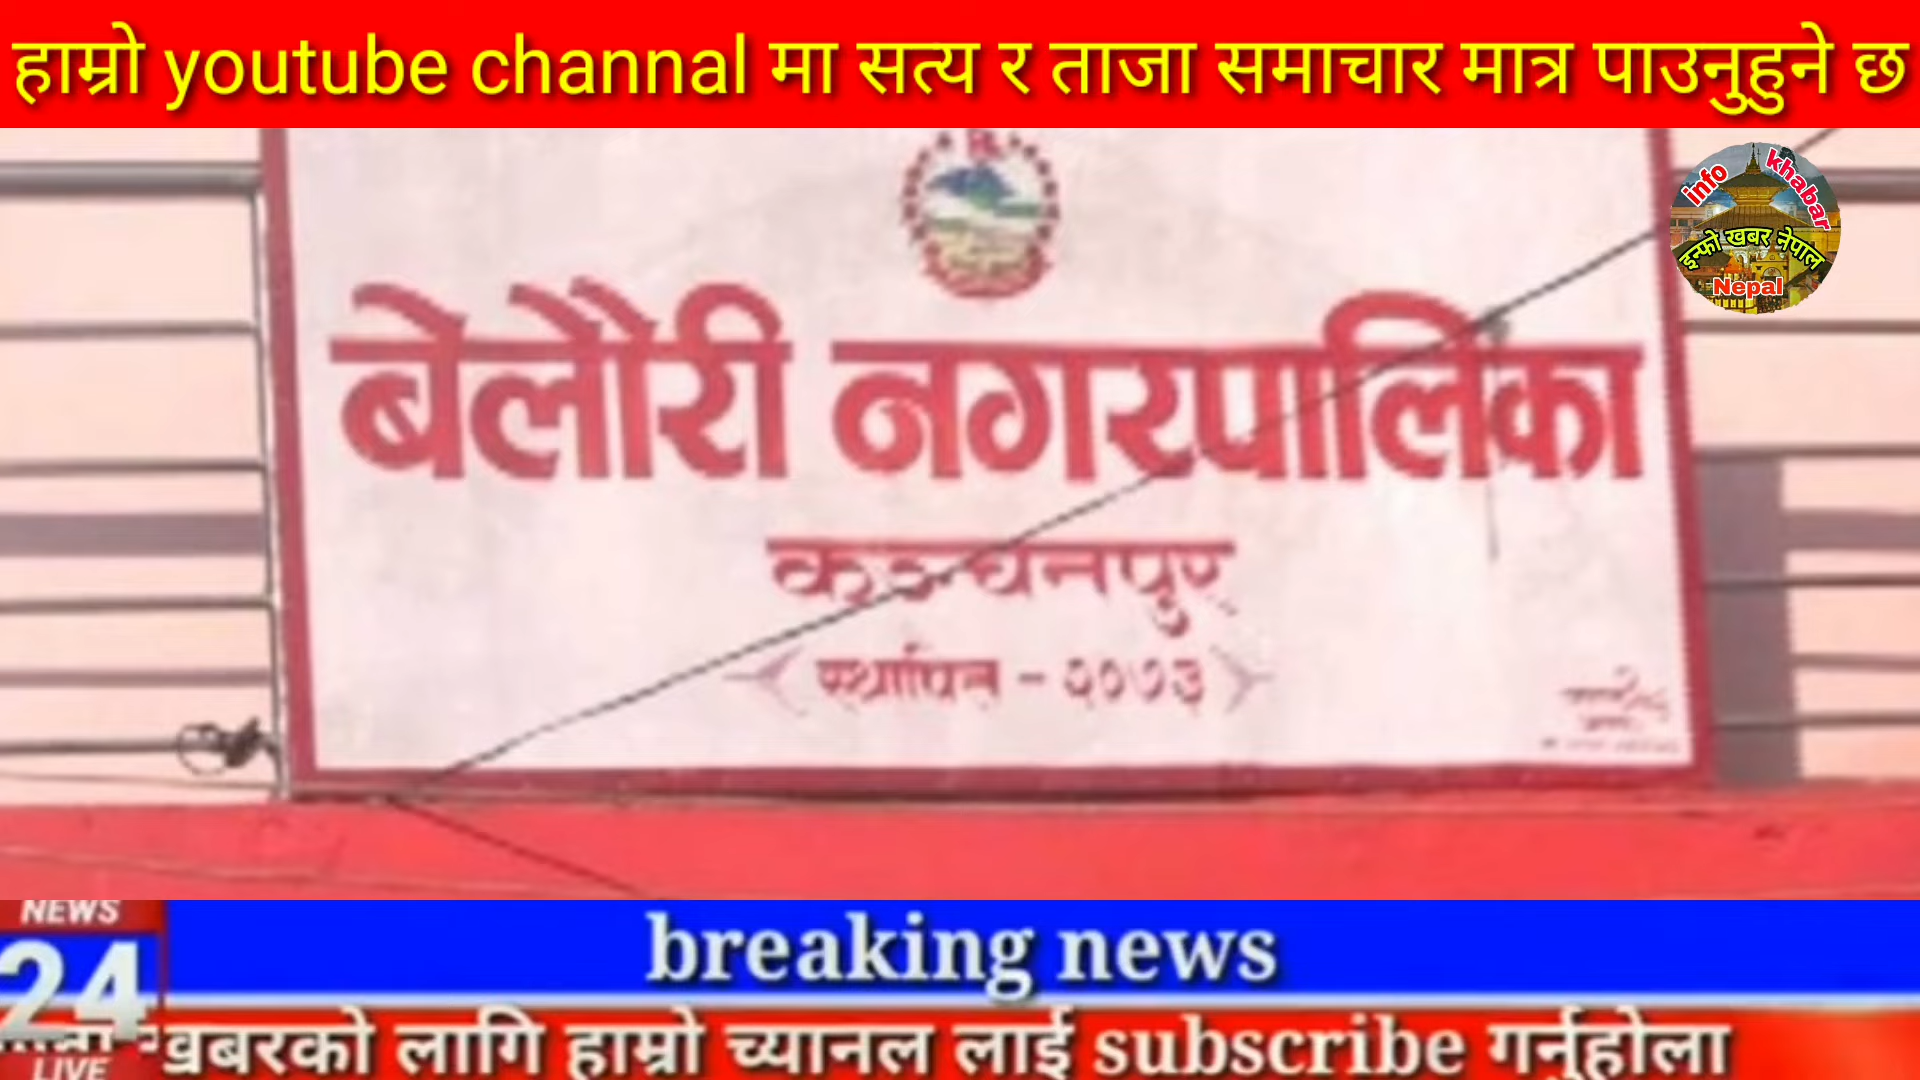 हाम्रो youtube channal मा सत्य र ताजा समाचार मात्र पाउनुहुने छ
info khabar
इन्फो खबर नेपाल
Nepal
बेलौरी नगरपालिका
कञ्चनपुर
स्थापित - २०७३
NEWS
24
LIVE
breaking news
खबरको लागि हाम्रो च्यानल लाई subscribe गर्नुहोला